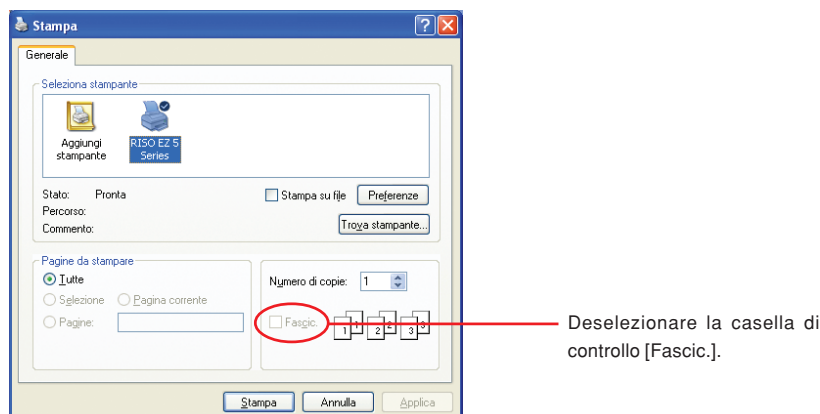 Stampa
Generale
Seleziona stampante
Aggiungi
stampante
RISO EZ 5
Series
Stato: Pronta
Percorso:
Commento:
Stampa su file
Preferenze
Trova stampante...
Pagine da stampare
Tutte
Selezione
Pagina corrente
Pagine:
Numero di copie: 1
Fascic.
1 1 2 2 3 3
Deselezionare la casella di
controllo [Fascic.].
Stampa
Annulla
Applica